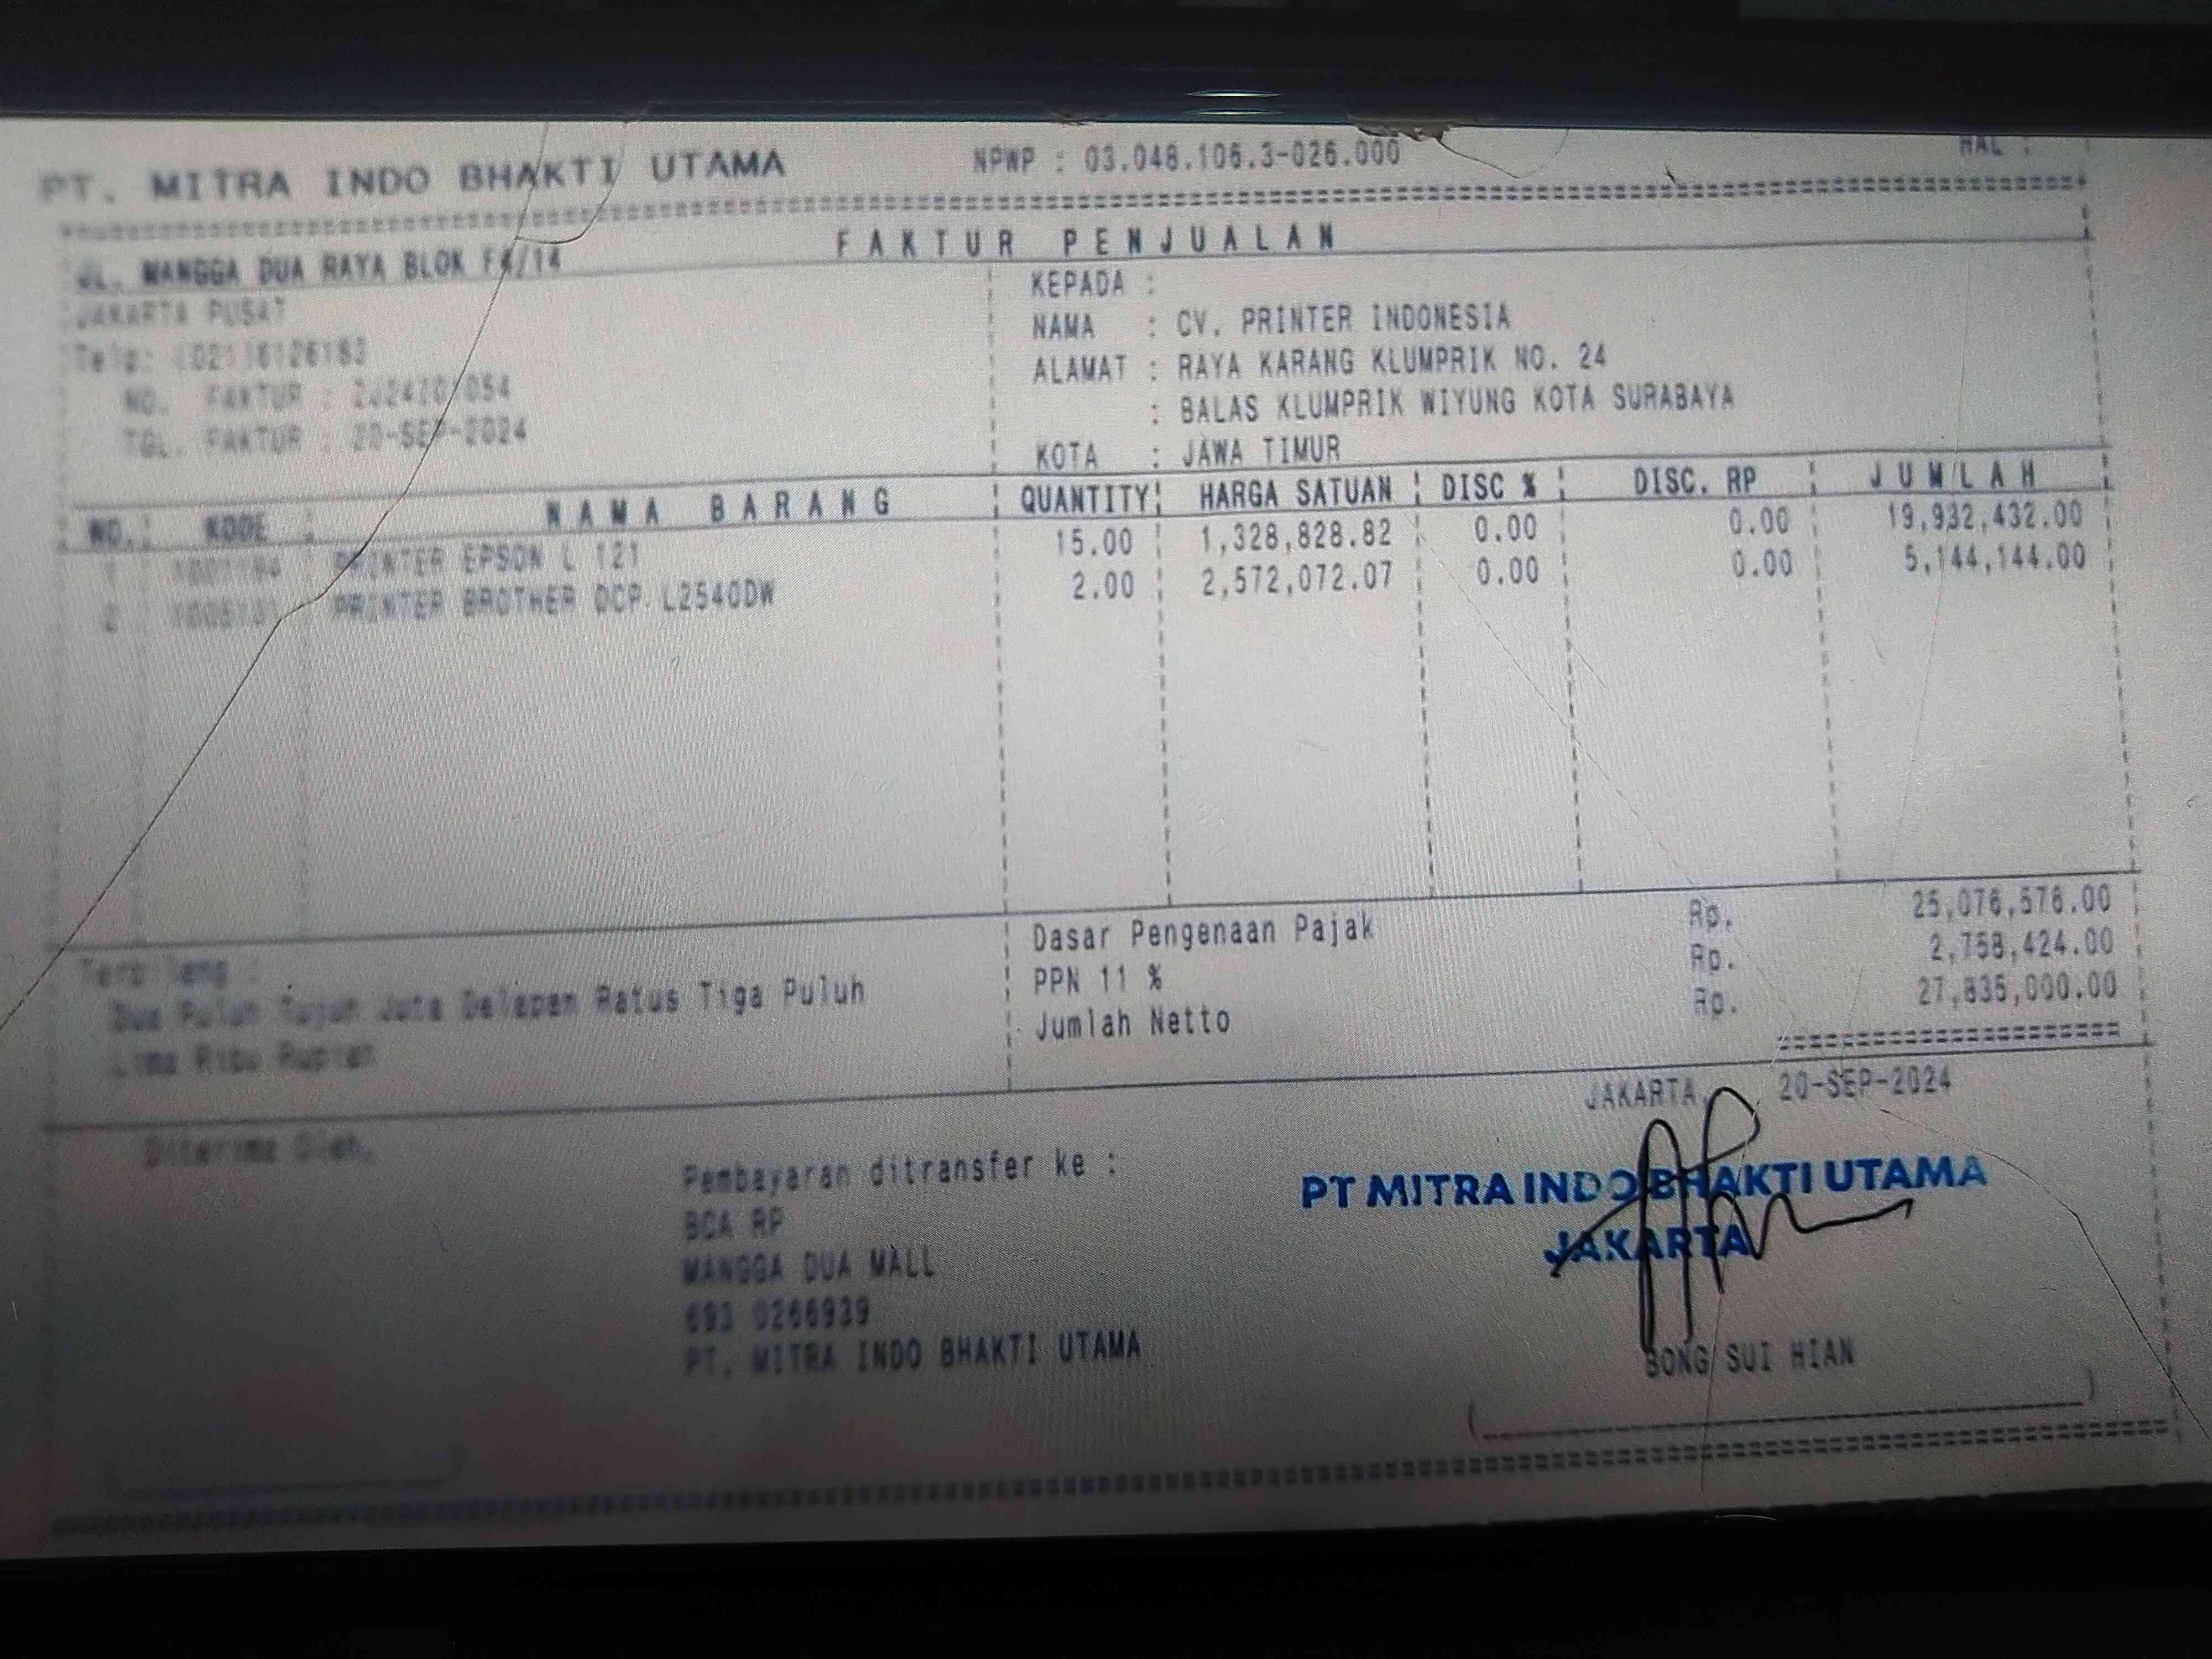 PT. MITRA INDO BHAKTI UTAMA NPWP : 03.048.106.3-026.000 HAL :
FAKTUR PENJUALAN
JL. MANGGA DUA RAYA BLOK F4/14
JAKARTA PUSAT
Telp:
NO. FAKTUR :
TGL. FAKTUR : 20-SEP-2024
KEPADA :
NAMA : CV. PRINTER INDONESIA
ALAMAT : RAYA KARANG KLUMPRIK NO. 24
: BALAS KLUMPRIK WIYUNG KOTA SURABAYA
KOTA : JAWA TIMUR
NO. KODE NAMA BARANG QUANTITY HARGA SATUAN DISC % DISC. RP JUMLAH
1 PRINTER EPSON L 121 15.00 1,328,828.82 0.00 0.00 19,932,432.00
2 PRINTER BROTHER DCP L2540DW 2.00 2,572,072.07 0.00 0.00 5,144,144.00
Dasar Pengenaan Pajak Rp. 25,076,576.00
PPN 11 % Rp. 2,758,424.00
Jumlah Netto Rp. 27,835,000.00
Terbilang :
Dua Puluh Tujuh Juta Delapan Ratus Tiga Puluh
Lima Ribu Rupiah
JAKARTA, 20-SEP-2024
Diterima Oleh,
Pembayaran ditransfer ke :
BCA RP
MANGGA DUA MALL
693 0266939
PT. MITRA INDO BHAKTI UTAMA
PT MITRA INDO BHAKTI UTAMA
JAKARTA
BONG SUI HIAN